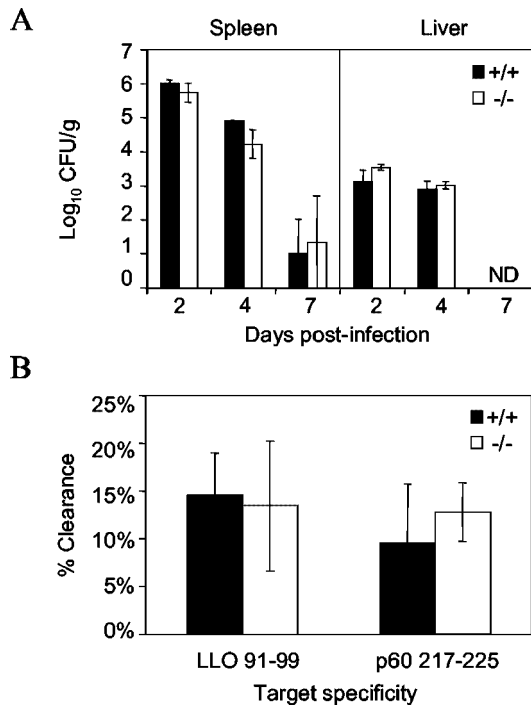 A
Spleen
Liver
+/+
-/-
Log10 CFU/g
7
6
5
4
3
2
1
0
ND
2
4
7
2
4
7
Days post-infection
B
+/+
-/-
% Clearance
25%
20%
15%
10%
5%
0%
LLO 91-99
p60 217-225
Target specificity